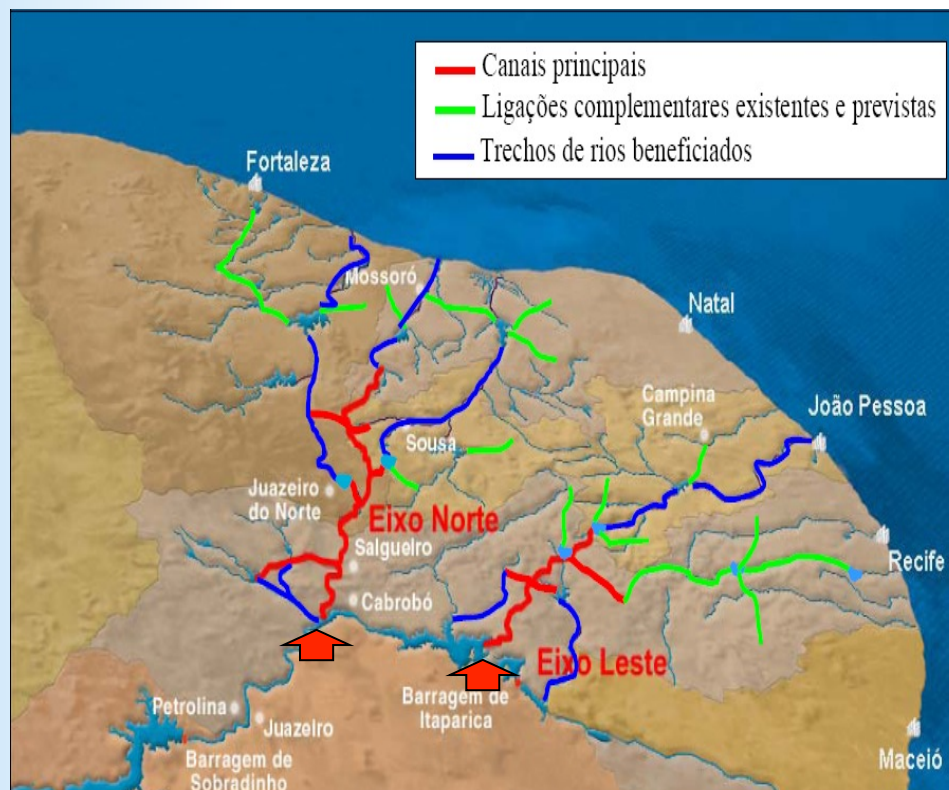 Canais principais
Ligações complementares existentes e previstas
Trechos de rios beneficiados
Fortaleza
Mossoró
Natal
Campina
Grande
João Pessoa
Sousa
Juazeiro
do Norte
Eixo Norte
Salgueiro
Recife
Cabrobó
Eixo Leste
Barragem de
Itaparica
Petrolina
Juazeiro
Maceió
Barragem de
Sobradinho